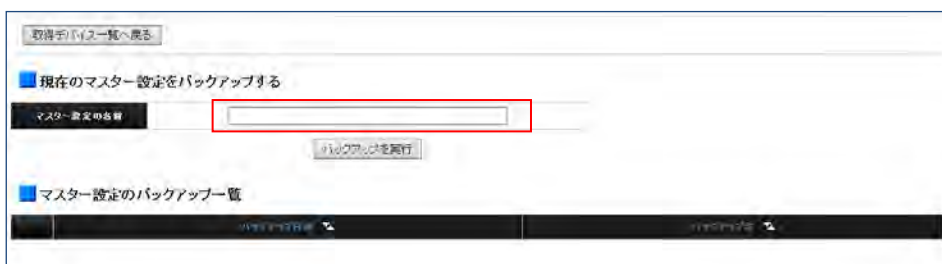 取得デバイス一覧へ戻る
現在のマスター設定をバックアップする
マスター設定の名前
バックアップを実行
マスター設定のバックアップ一覧